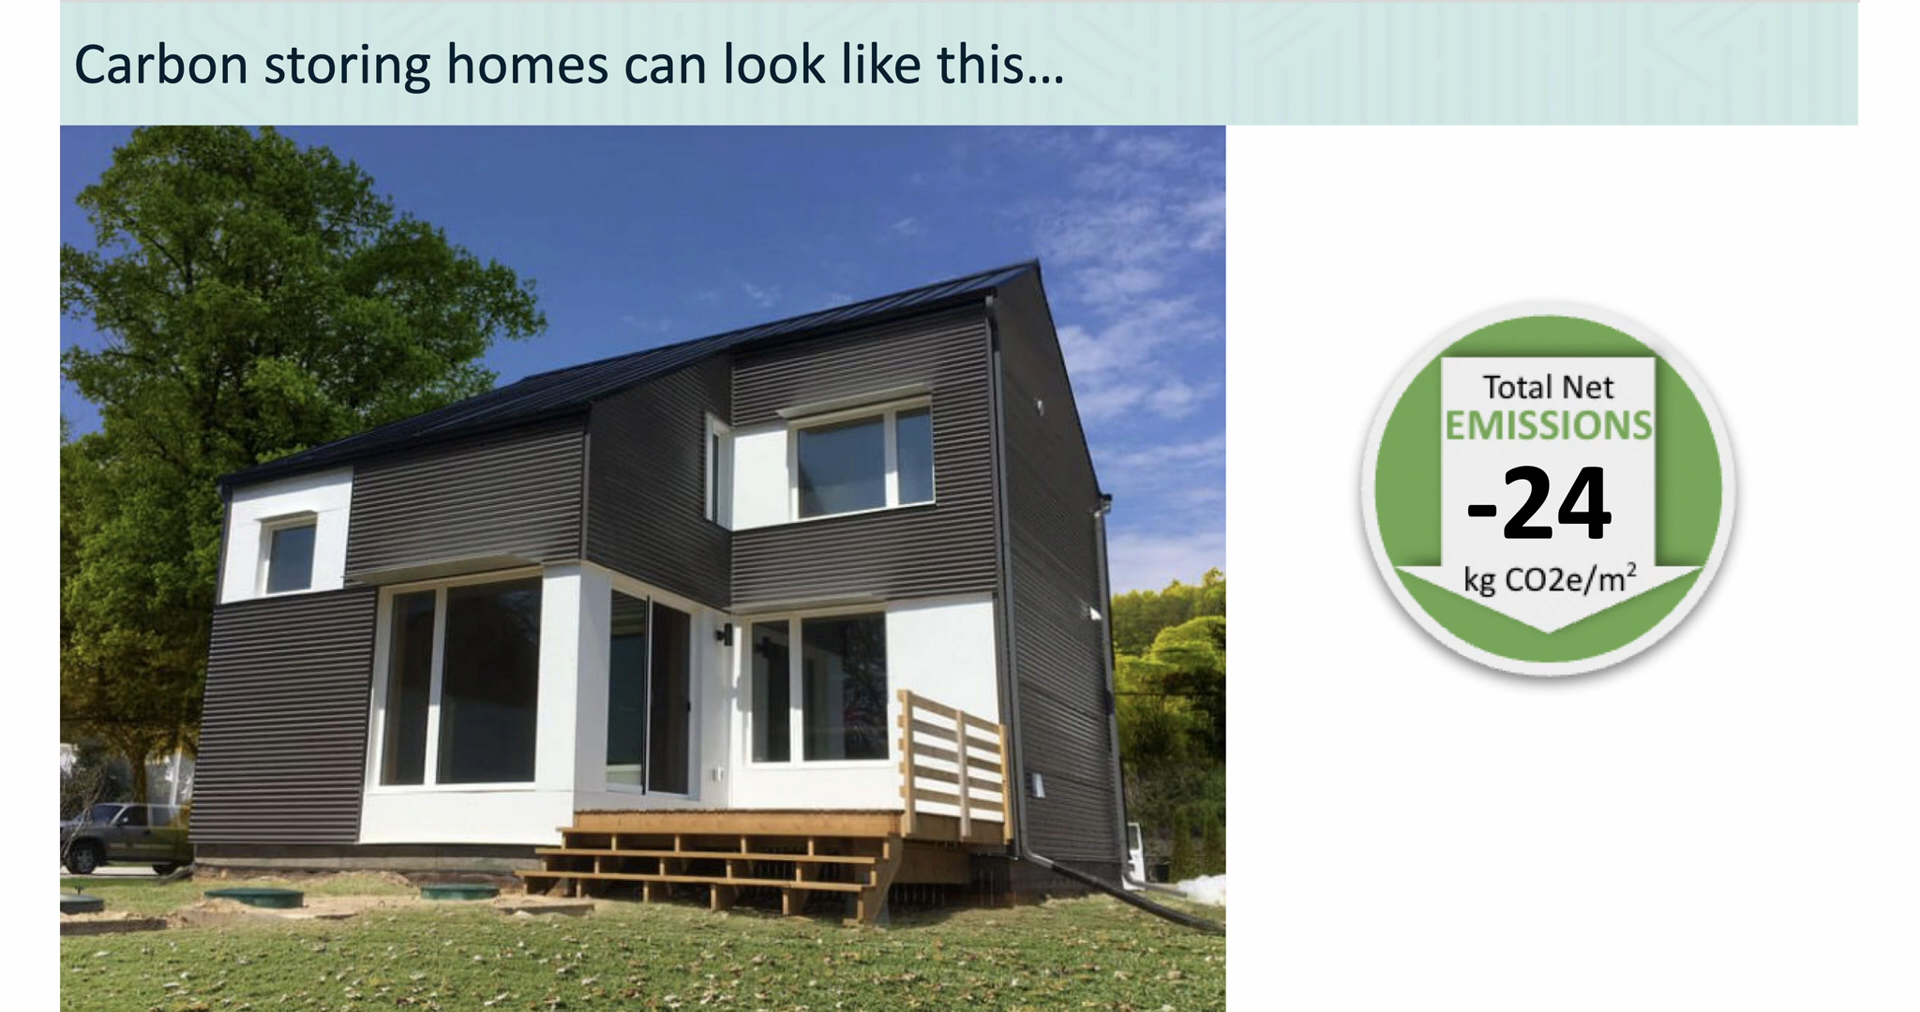 Carbon storing homes can look like this...
Total Net
EMISSIONS
-24
kg CO2e/m²